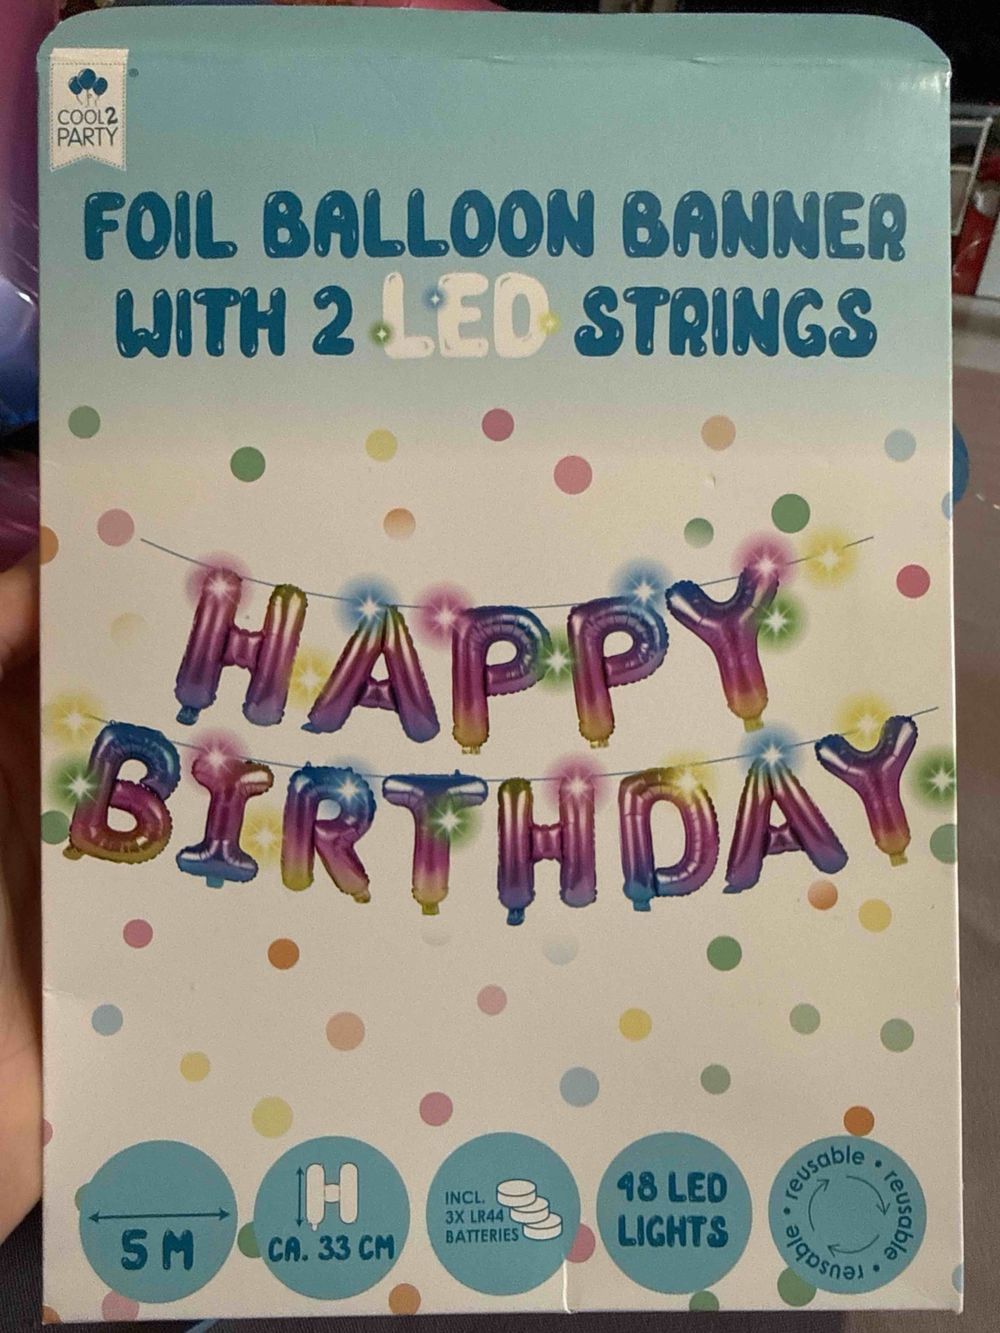 COOL2
PARTY
®
FOIL BALLOON BANNER
WITH 2 LED STRINGS
HAPPY
BIRTHDAY
5 M
H
CA. 33 CM
INCL.
3X LR44
BATTERIES
48 LED
LIGHTS
reusable • reusable • reusable •